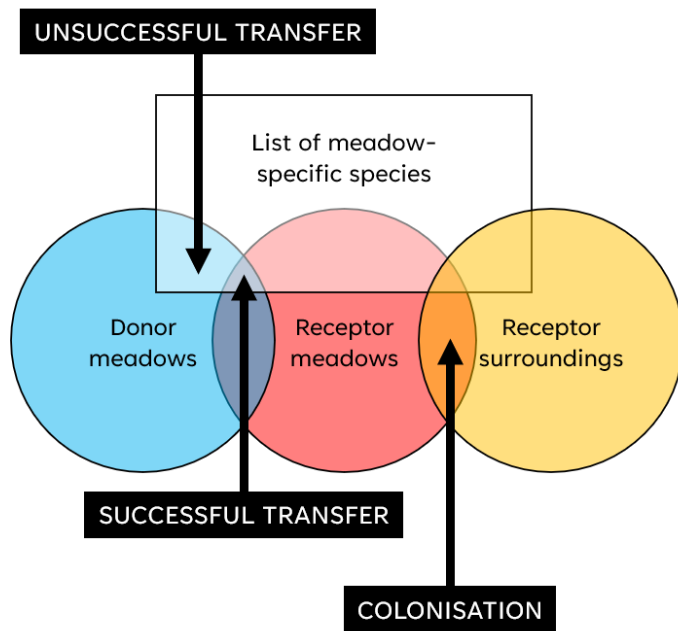 UNSUCCESSFUL TRANSFER
List of meadow-
specific species
Donor
meadows
Receptor
meadows
Receptor
surroundings
SUCCESSFUL TRANSFER
COLONISATION